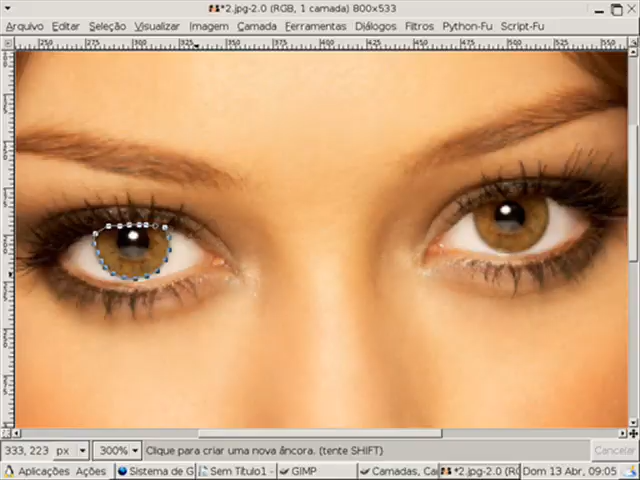 *2.jpg-2.0 (RGB, 1 camada) 800x533
Arquivo Editar Seleção Visualizar Imagem Camada Ferramentas Diálogos Filtros Python-Fu Script-Fu
250 275 300 325 350 375 400 425 450 475 500 525 550
333, 223 px 300% Clique para criar uma nova âncora. (tente SHIFT) Cancelar
Aplicações Ações Sistema de G Sem Título1 - GIMP Camadas, Ca *2.jpg-2.0 (RG Dom 13 Abr, 09:05